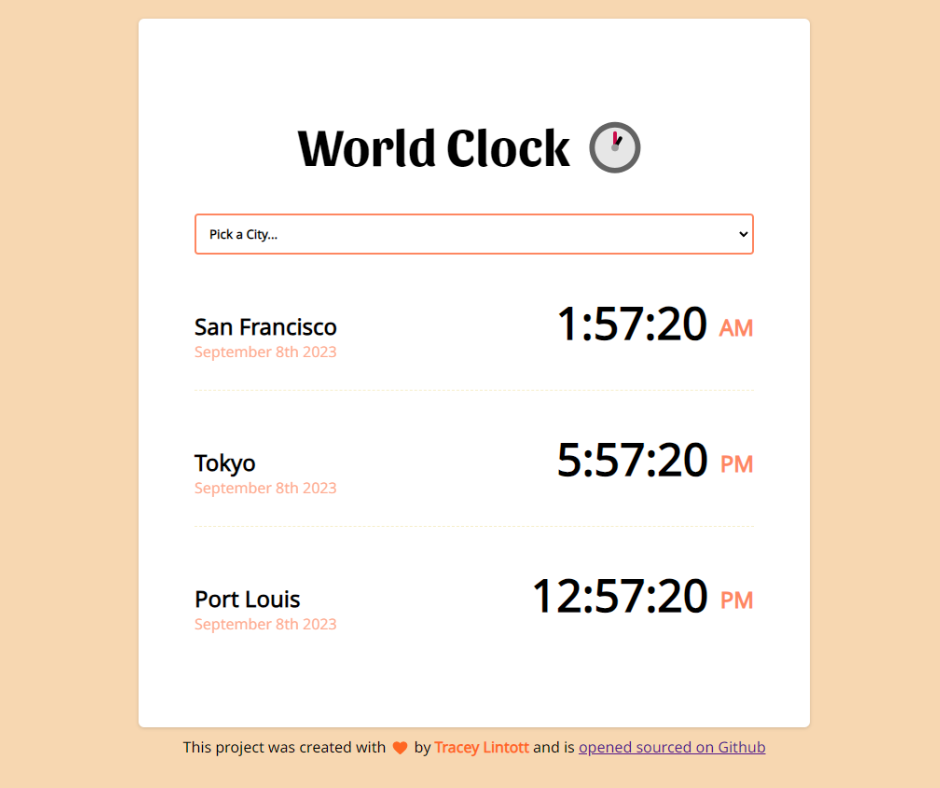 World Clock
Pick a City...
San Francisco
1:57:20 AM
September 8th 2023
Tokyo
5:57:20 PM
September 8th 2023
Port Louis
12:57:20 PM
September 8th 2023
This project was created with by Tracey Lintott and is opened sourced on Github